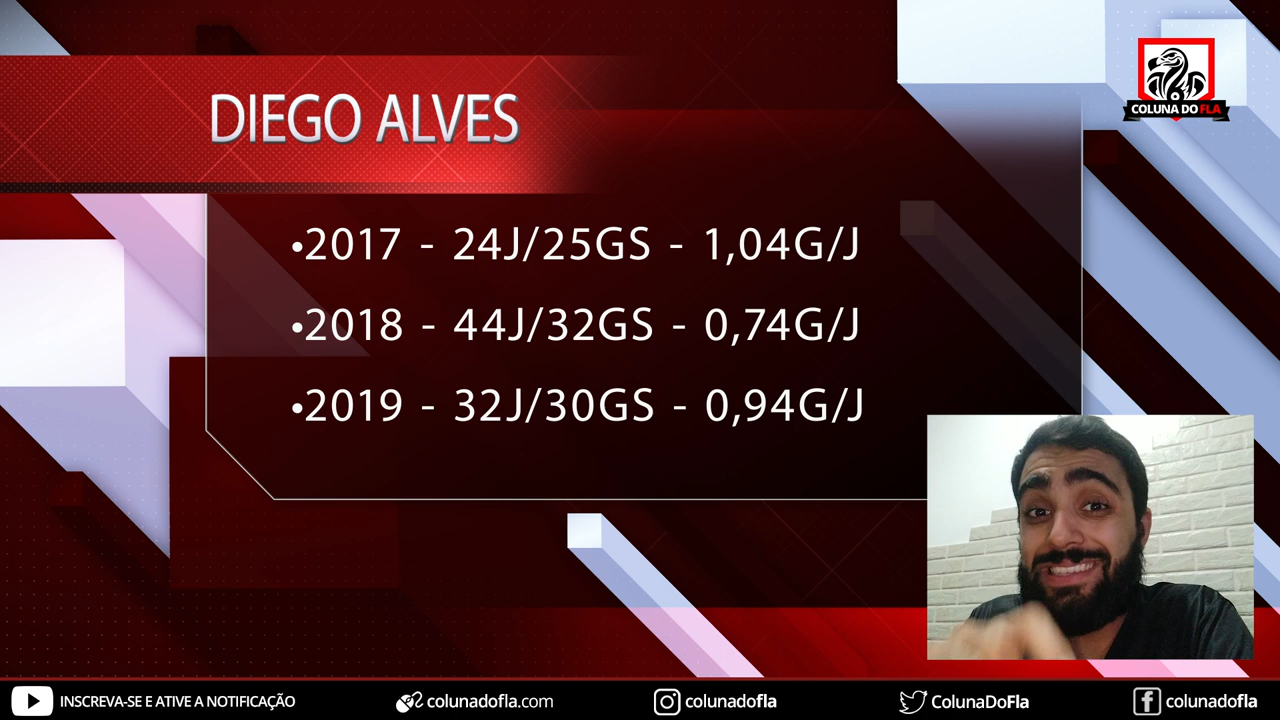 DIEGO ALVES
COLUNA DO FLA
•2017 - 24J/25GS - 1,04G/J
•2018 - 44J/32GS - 0,74G/J
•2019 - 32J/30GS - 0,94G/J
INSCREVA-SE E ATIVE A NOTIFICAÇÃO
colunadofla.com
colunadofla
ColunaDoFla
colunadofla